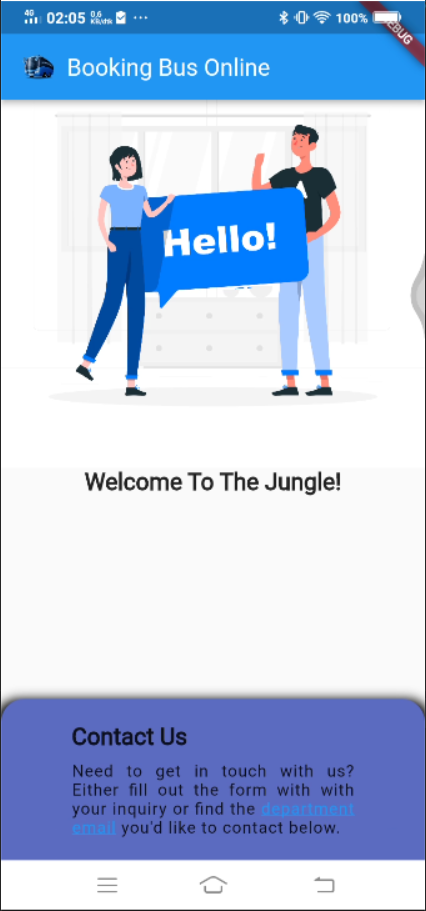 4G 02:05 0,6 KB/dtk ... 100%
BUG
Booking Bus Online
Hello!
Welcome To The Jungle!
Contact Us
Need to get in touch with us?
Either fill out the form with with
your inquiry or find the department
email you'd like to contact below.